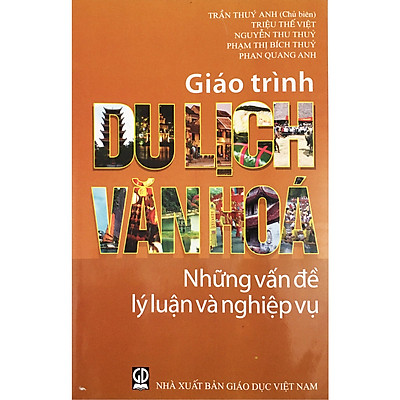 TRẦN THUÝ ANH (Chủ biên)
TRIỆU THẾ VIỆT
NGUYỄN THU THUỶ
PHẠM THỊ BÍCH THUỶ
PHAN QUANG ANH
Giáo trình
DU LỊCH
VĂN HOÁ
Những vấn đề
lý luận và nghiệp vụ
NHÀ XUẤT BẢN GIÁO DỤC VIỆT NAM